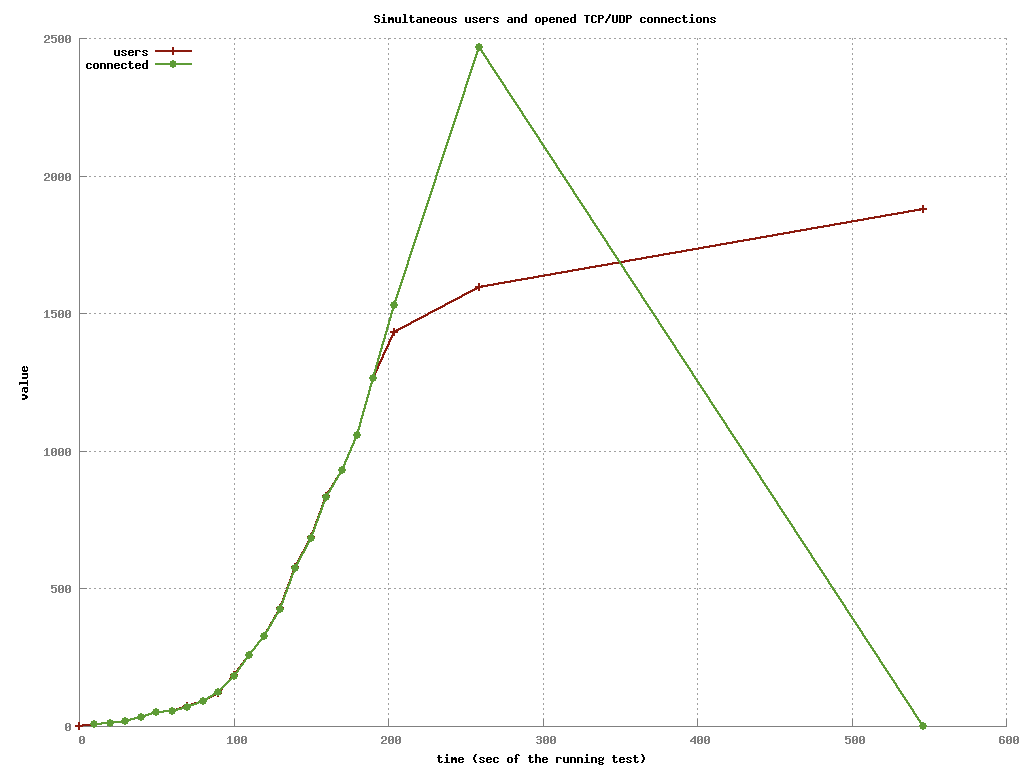 Simultaneous users and opened TCP/UDP connections
2500
users
connected
2000
1500
value
1000
500
0
0 100 200 300 400 500 600
time (sec of the running test)